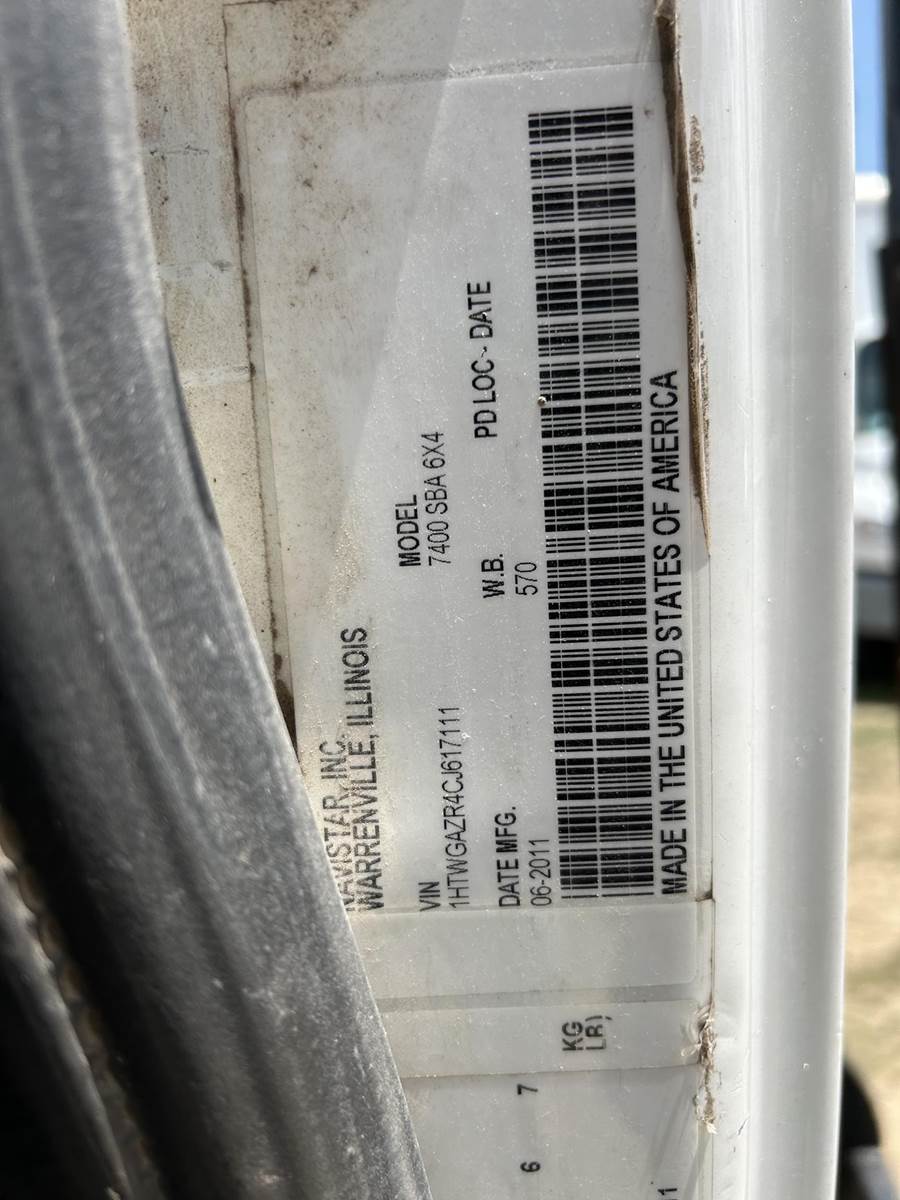 NAVISTAR, INC.
WARRENVILLE, ILLINOIS
VIN MODEL
1HTWGAZR4CJ617111 7400 SBA 6X4
DATE MFG. W.B. PD LOC~ DATE
06-2011 570
MADE IN THE UNITED STATES OF AMERICA
KG
LB)
6 7
1